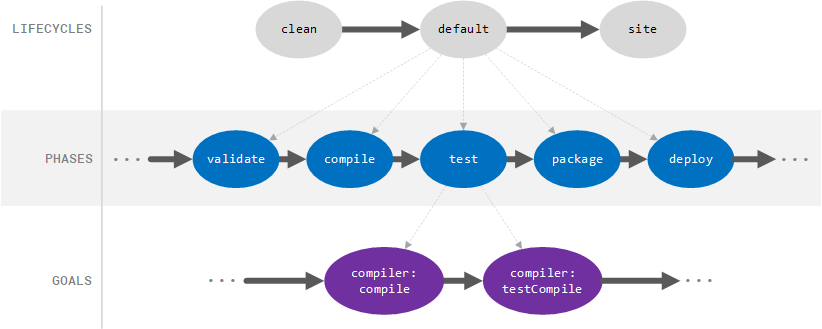 LIFECYCLES
clean
default
site
PHASES
...
validate
compile
test
package
deploy
...
GOALS
...
compiler:
compile
compiler:
testCompile
...